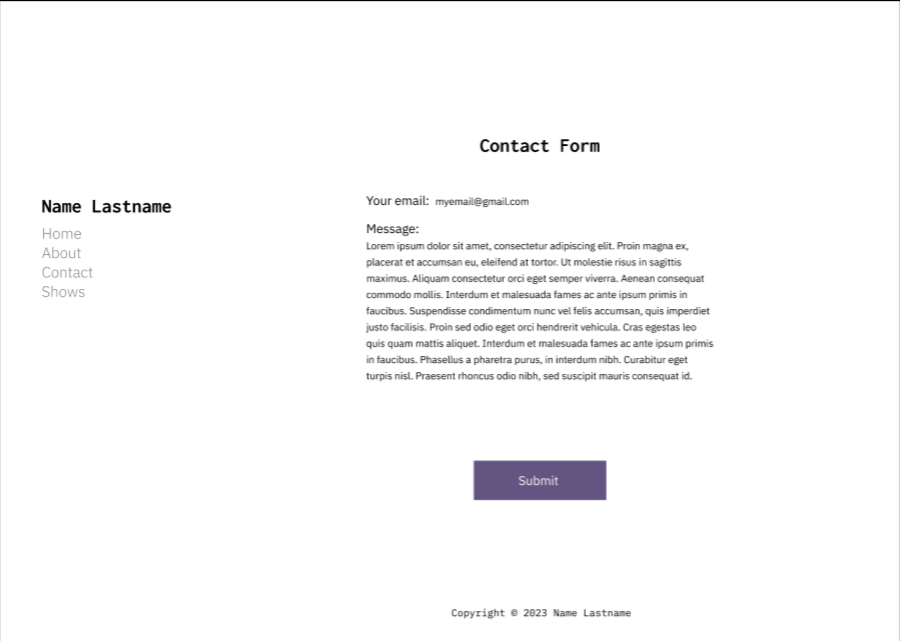 Contact Form
Name Lastname
Home
About
Contact
Shows
Your email: myemail@gmail.com
Message:
Lorem ipsum dolor sit amet, consectetur adipiscing elit. Proin magna ex,
placerat et accumsan eu, eleifend at tortor. Ut molestie risus in sagittis
maximus. Aliquam consectetur orci eget semper viverra. Aenean consequat
commodo mollis. Interdum et malesuada fames ac ante ipsum primis in
faucibus. Suspendisse condimentum nunc vel felis accumsan, quis imperdiet
justo facilisis. Proin sed odio eget orci hendrerit vehicula. Cras egestas leo
quis quam mattis aliquet. Interdum et malesuada fames ac ante ipsum primis
in faucibus. Phasellus a pharetra purus, in interdum nibh. Curabitur eget
turpis nisl. Praesent rhoncus odio nibh, sed suscipit mauris consequat id.
Submit
Copyright © 2023 Name Lastname